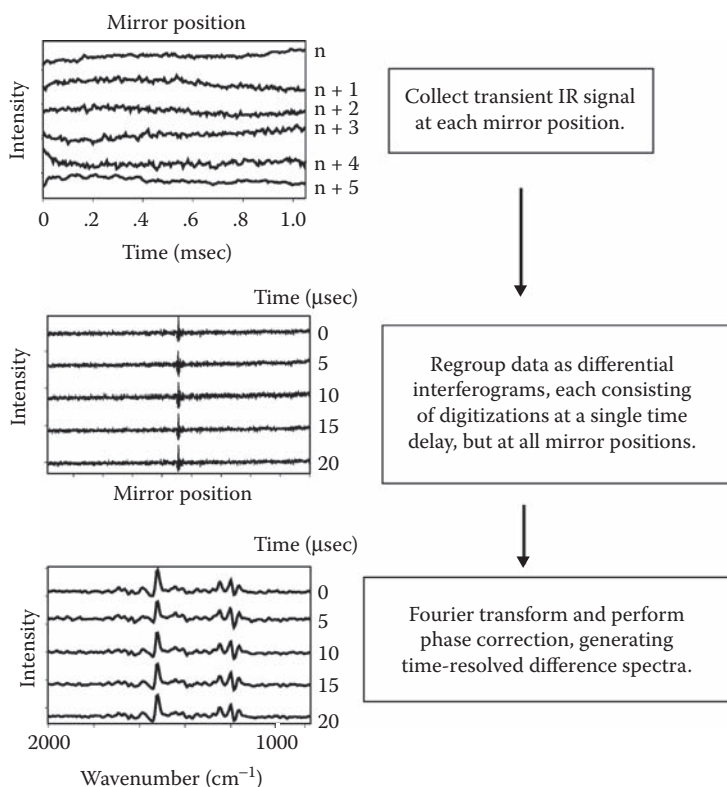 Mirror position
n
n + 1
n + 2
n + 3
n + 4
n + 5
Intensity
0 .2 .4 .6 .8 1.0
Time (msec)
Collect transient IR signal
at each mirror position.
Time (μsec)
0
5
10
15
20
Intensity
Mirror position
Regroup data as differential
interferograms, each consisting
of digitizations at a single time
delay, but at all mirror positions.
Time (μsec)
0
5
10
15
20
Intensity
2000 1000
Wavenumber (cm⁻¹)
Fourier transform and perform
phase correction, generating
time-resolved difference spectra.